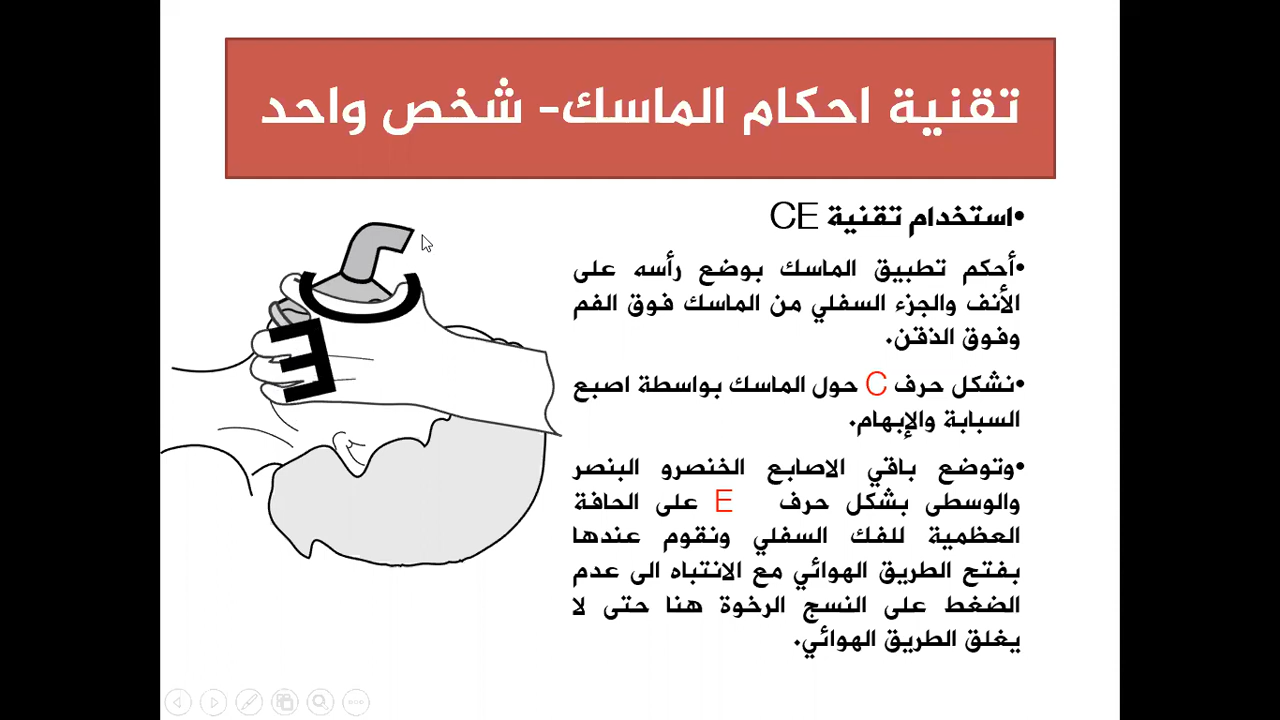 تقنية احكام الماسك- شخص واحد
•استخدام تقنية CE
•أحكم تطبيق الماسك بوضع رأسه على
الأنف والجزء السفلي من الماسك فوق الفم
وفوق الذقن.
•نشكل حرف C حول الماسك بواسطة اصبع
السبابة والإبهام.
•وتوضع باقي الاصابع الخنصرو البنصر
والوسطى بشكل حرف E على الحافة
العظمية للفك السفلي ونقوم عندها
بفتح الطريق الهوائي مع الانتباه الى عدم
الضغط على النسج الرخوة هنا حتى لا
يغلق الطريق الهوائي.
C
E